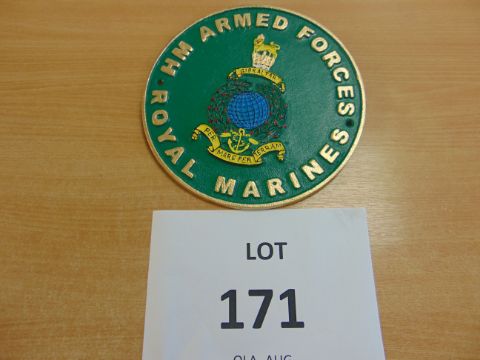 HM ARMED FORCES
GIBRALTAR
PER MARE PER TERRAM
ROYAL MARINES
LOT
171